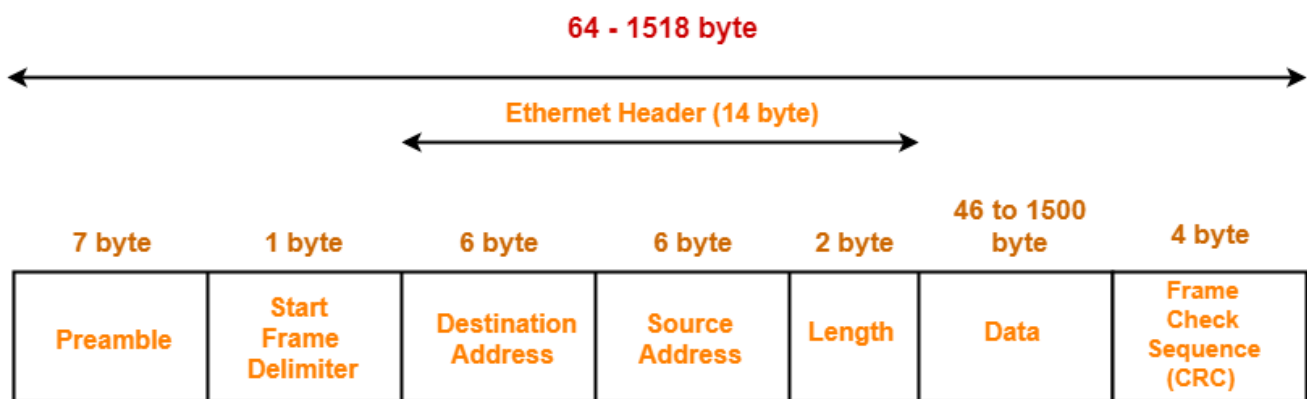 64 - 1518 byte
Ethernet Header (14 byte)
7 byte
1 byte
6 byte
6 byte
2 byte
46 to 1500
byte
4 byte
Preamble
Start
Frame
Delimiter
Destination
Address
Source
Address
Length
Data
Frame
Check
Sequence
(CRC)